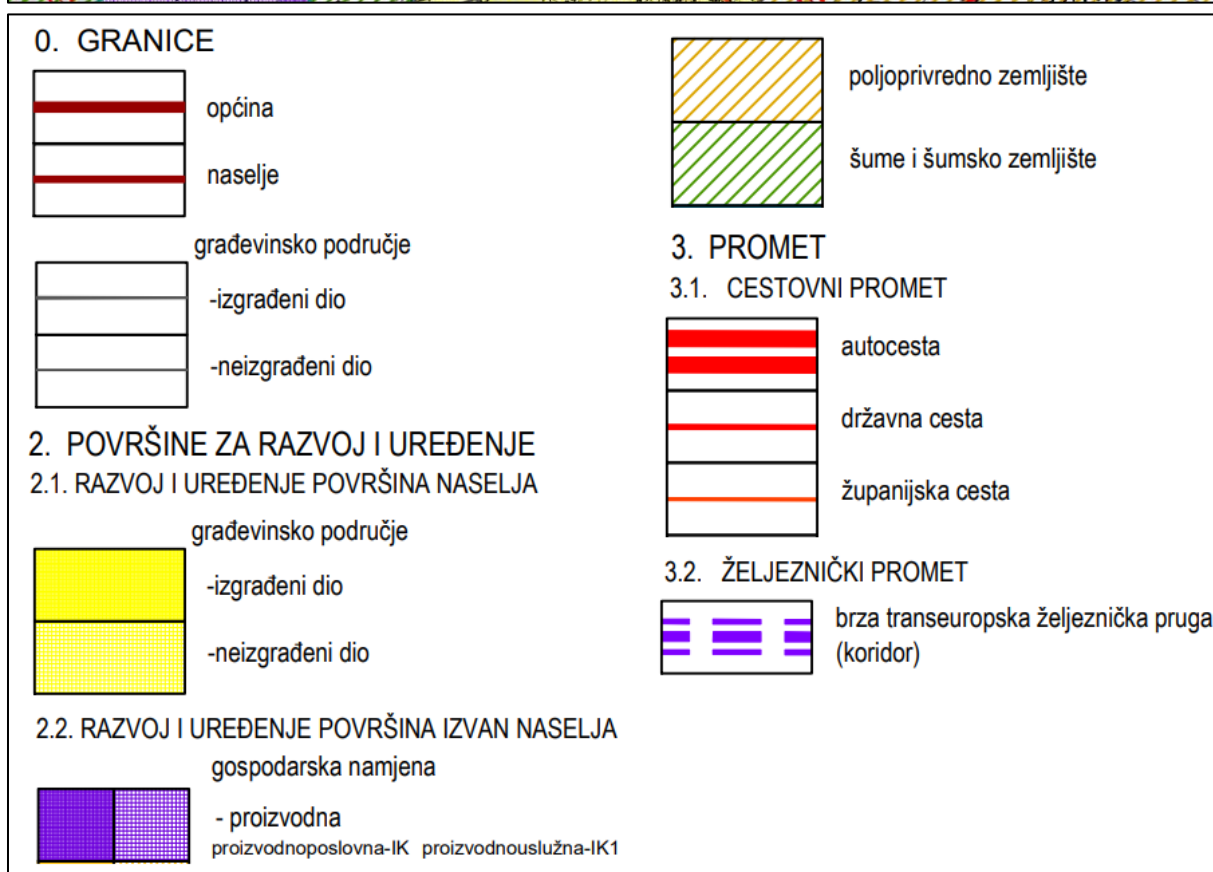 0. GRANICE
općina
naselje
građevinsko područje
-izgrađeni dio
-neizgrađeni dio
2. POVRŠINE ZA RAZVOJ I UREĐENJE
2.1. RAZVOJ I UREĐENJE POVRŠINA NASELJA
građevinsko područje
-izgrađeni dio
-neizgrađeni dio
2.2. RAZVOJ I UREĐENJE POVRŠINA IZVAN NASELJA
gospodarska namjena
- proizvodna
proizvodnoposlovna-IK proizvodnouslužna-IK1
poljoprivredno zemljište
šume i šumsko zemljište
3. PROMET
3.1. CESTOVNI PROMET
autocesta
državna cesta
županijska cesta
3.2. ŽELJEZNIČKI PROMET
brza transeuropska željeznička pruga
(koridor)